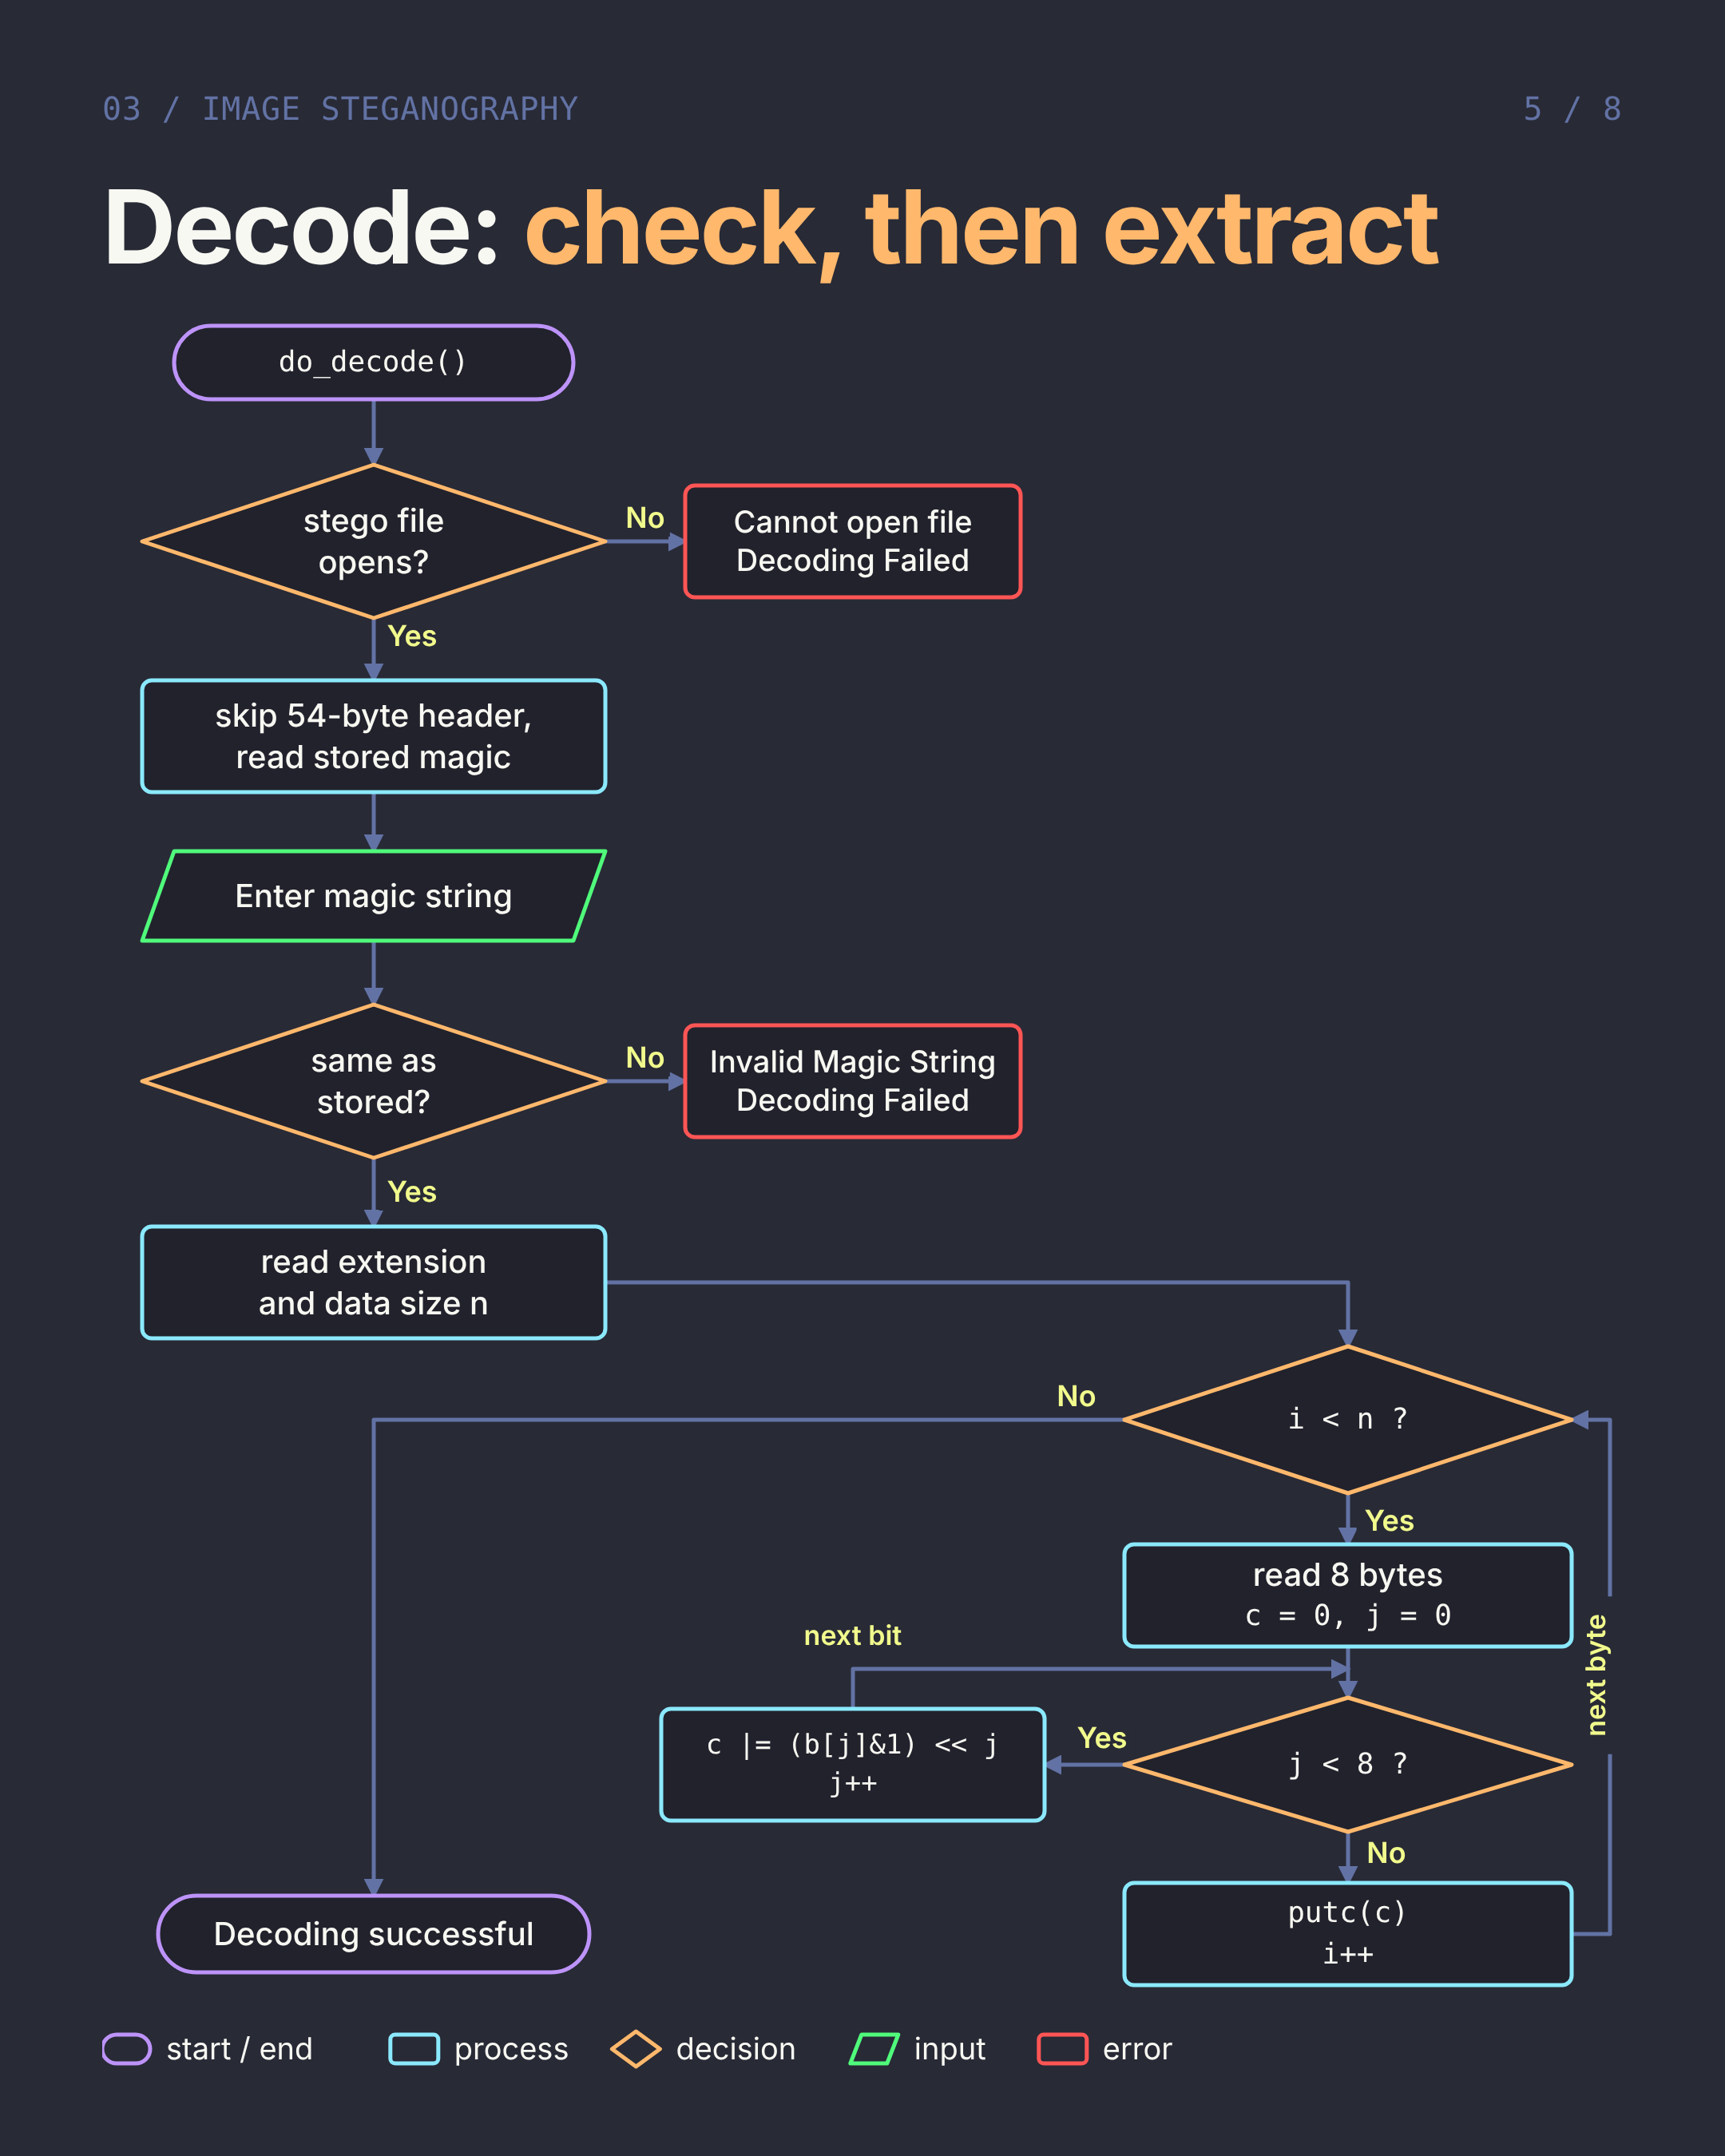 03 / IMAGE STEGANOGRAPHY
5 / 8
Decode: check, then extract
do_decode()
stego file
opens?
No
Cannot open file
Decoding Failed
Yes
skip 54-byte header,
read stored magic
Enter magic string
same as
stored?
No
Invalid Magic String
Decoding Failed
Yes
read extension
and data size n
No
i < n ?
Yes
read 8 bytes
c = 0, j = 0
next byte
next bit
c |= (b[j]&1) << j
j++
Yes
j < 8 ?
No
putc(c)
i++
Decoding successful
start / end
process
decision
input
error